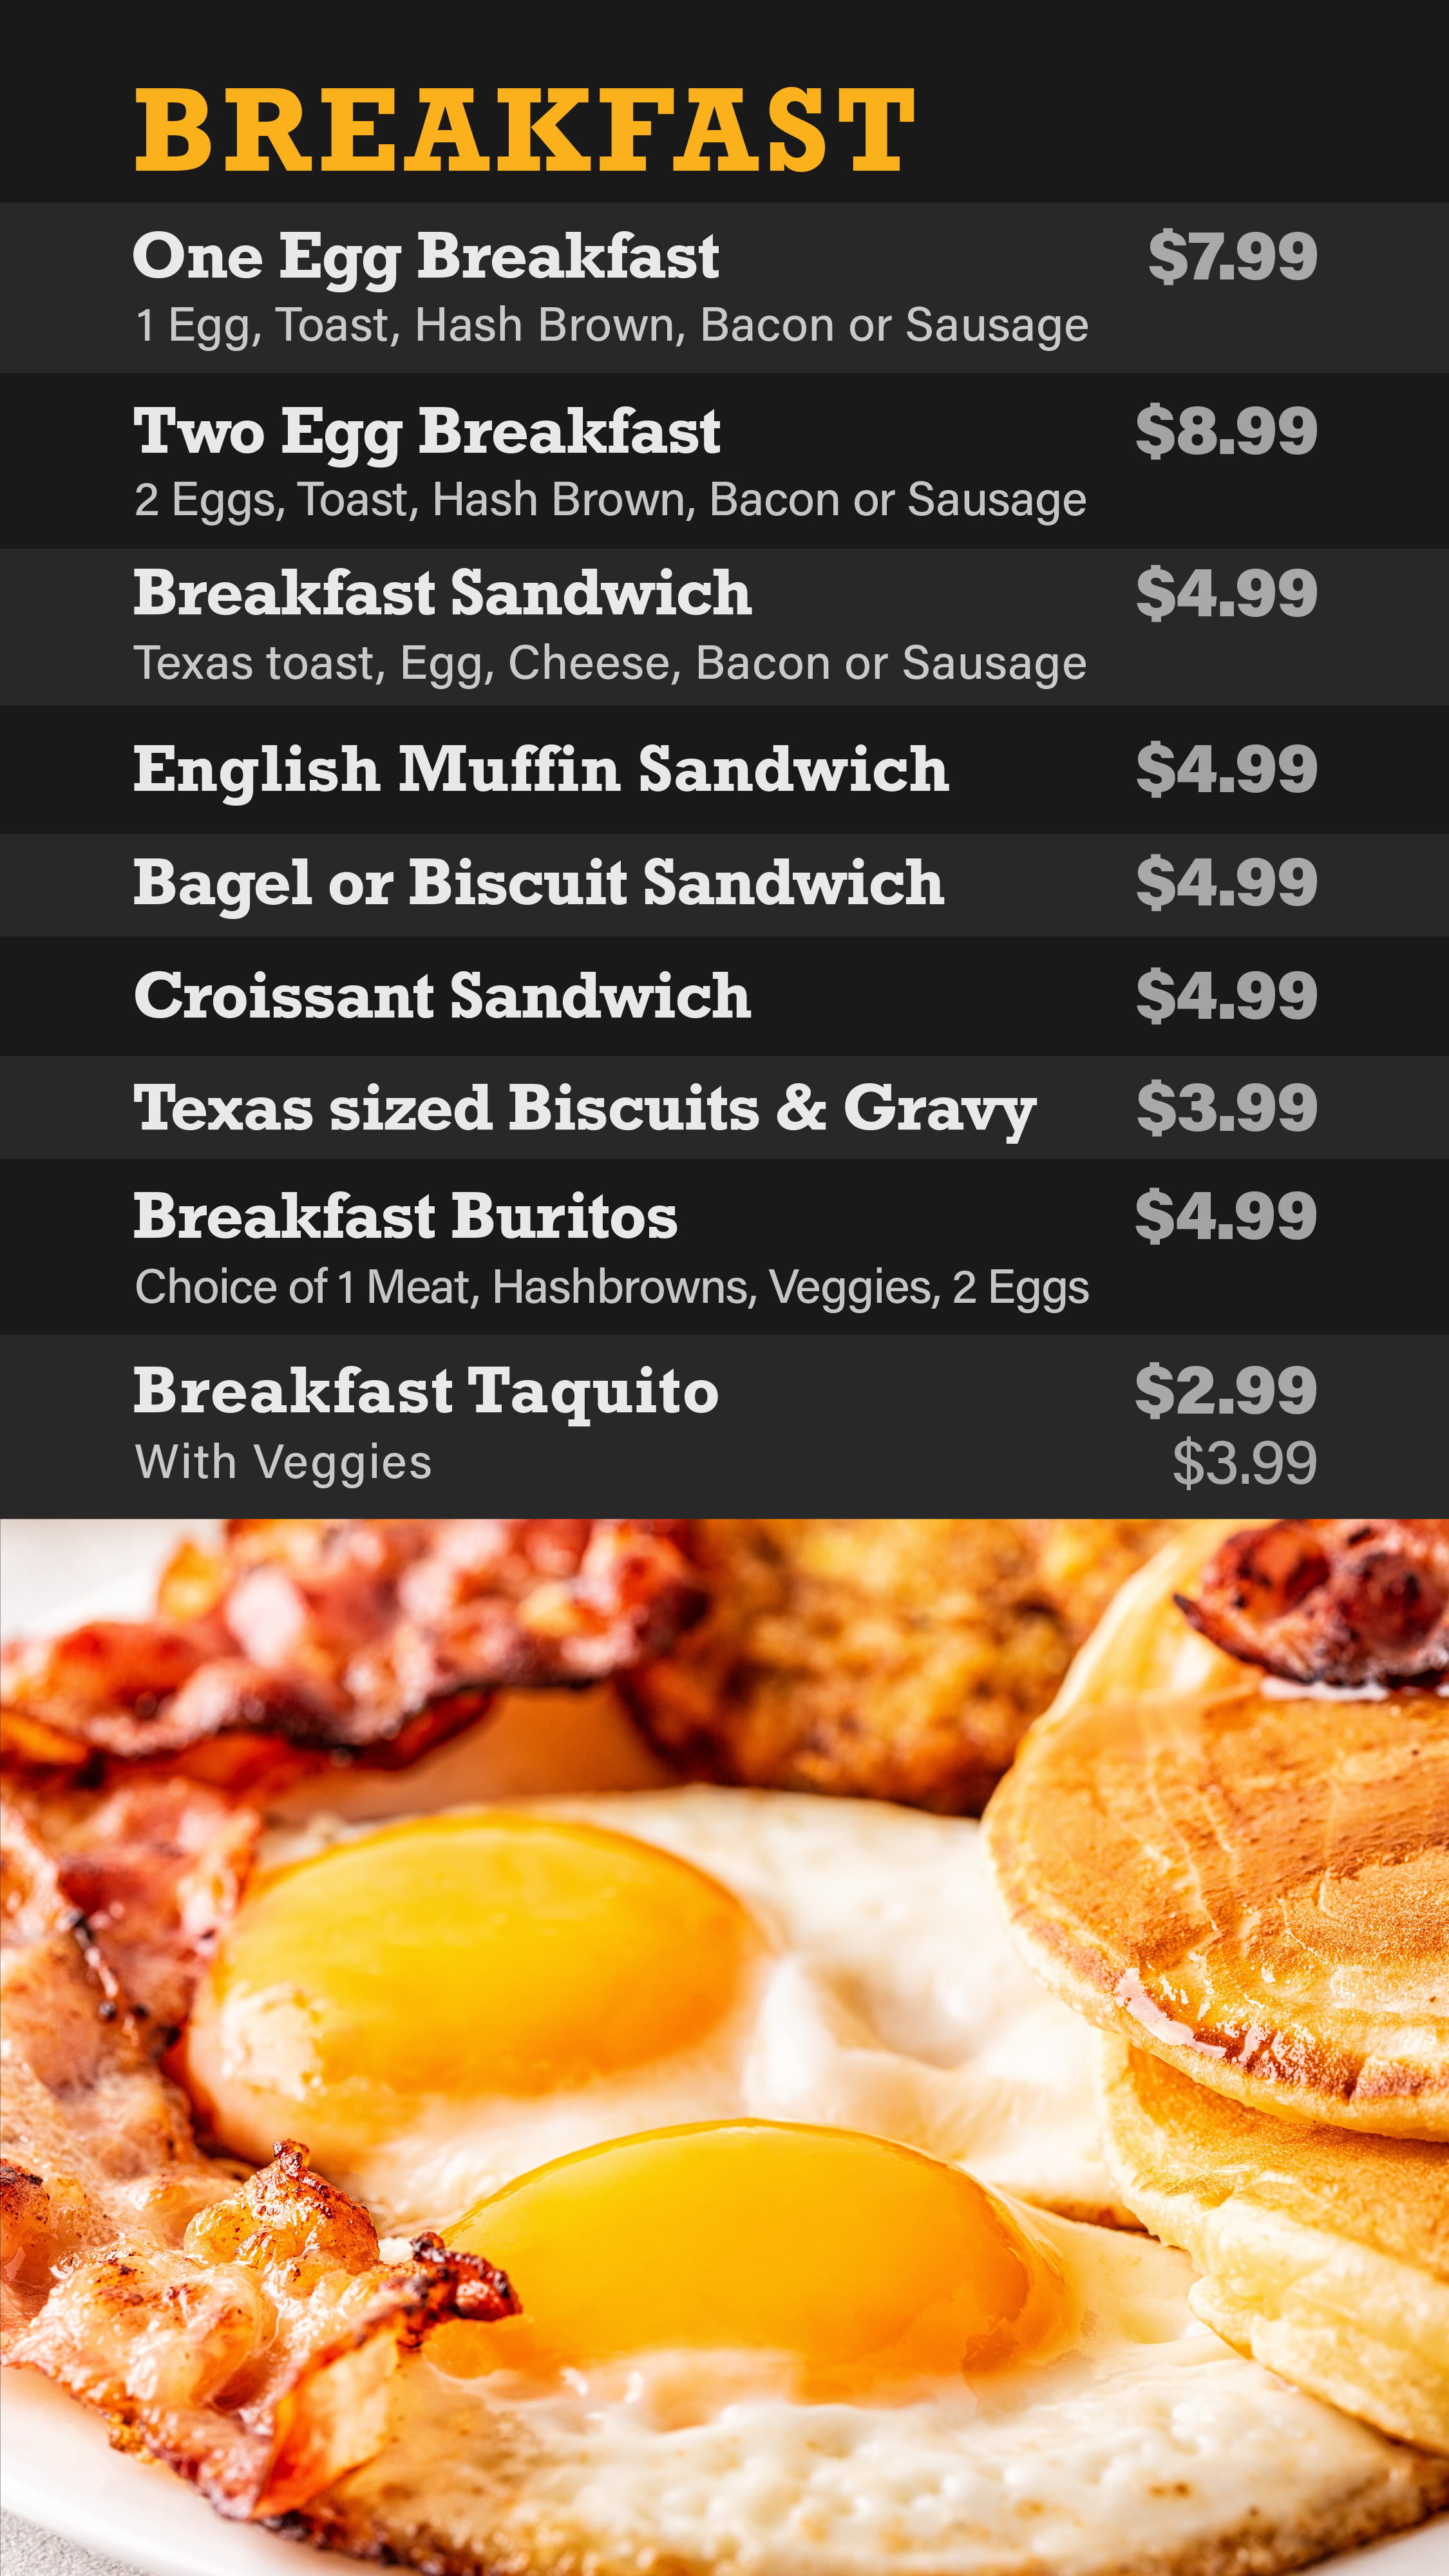 BREAKFAST
One Egg Breakfast $7.99
1 Egg, Toast, Hash Brown, Bacon or Sausage
Two Egg Breakfast $8.99
2 Eggs, Toast, Hash Brown, Bacon or Sausage
Breakfast Sandwich $4.99
Texas toast, Egg, Cheese, Bacon or Sausage
English Muffin Sandwich $4.99
Bagel or Biscuit Sandwich $4.99
Croissant Sandwich $4.99
Texas sized Biscuits & Gravy $3.99
Breakfast Buritos $4.99
Choice of 1 Meat, Hashbrowns, Veggies, 2 Eggs
Breakfast Taquito $2.99
With Veggies $3.99